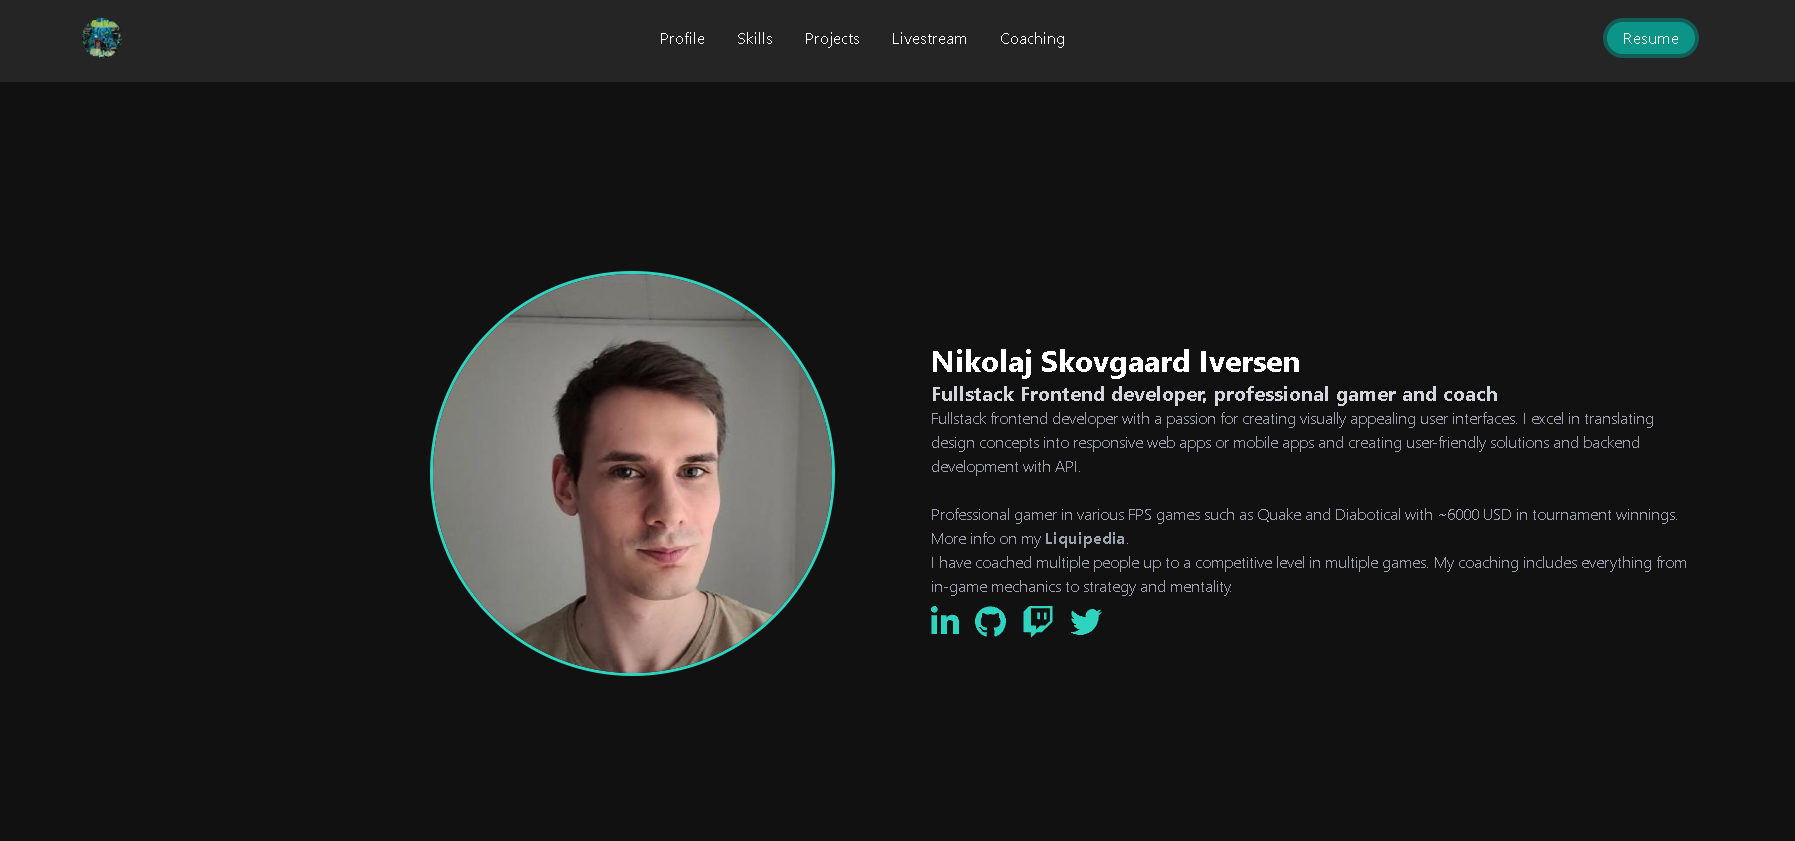 Profile
Skills
Projects
Livestream
Coaching
Resume
Nikolaj Skovgaard Iversen
Fullstack Frontend developer, professional gamer and coach
Fullstack frontend developer with a passion for creating visually appealing user interfaces. I excel in translating
design concepts into responsive web apps or mobile apps and creating user-friendly solutions and backend
development with API.
Professional gamer in various FPS games such as Quake and Diabotical with ~6000 USD in tournament winnings.
More info on my Liquipedia.
I have coached multiple people up to a competitive level in multiple games. My coaching includes everything from
in-game mechanics to strategy and mentality.
in